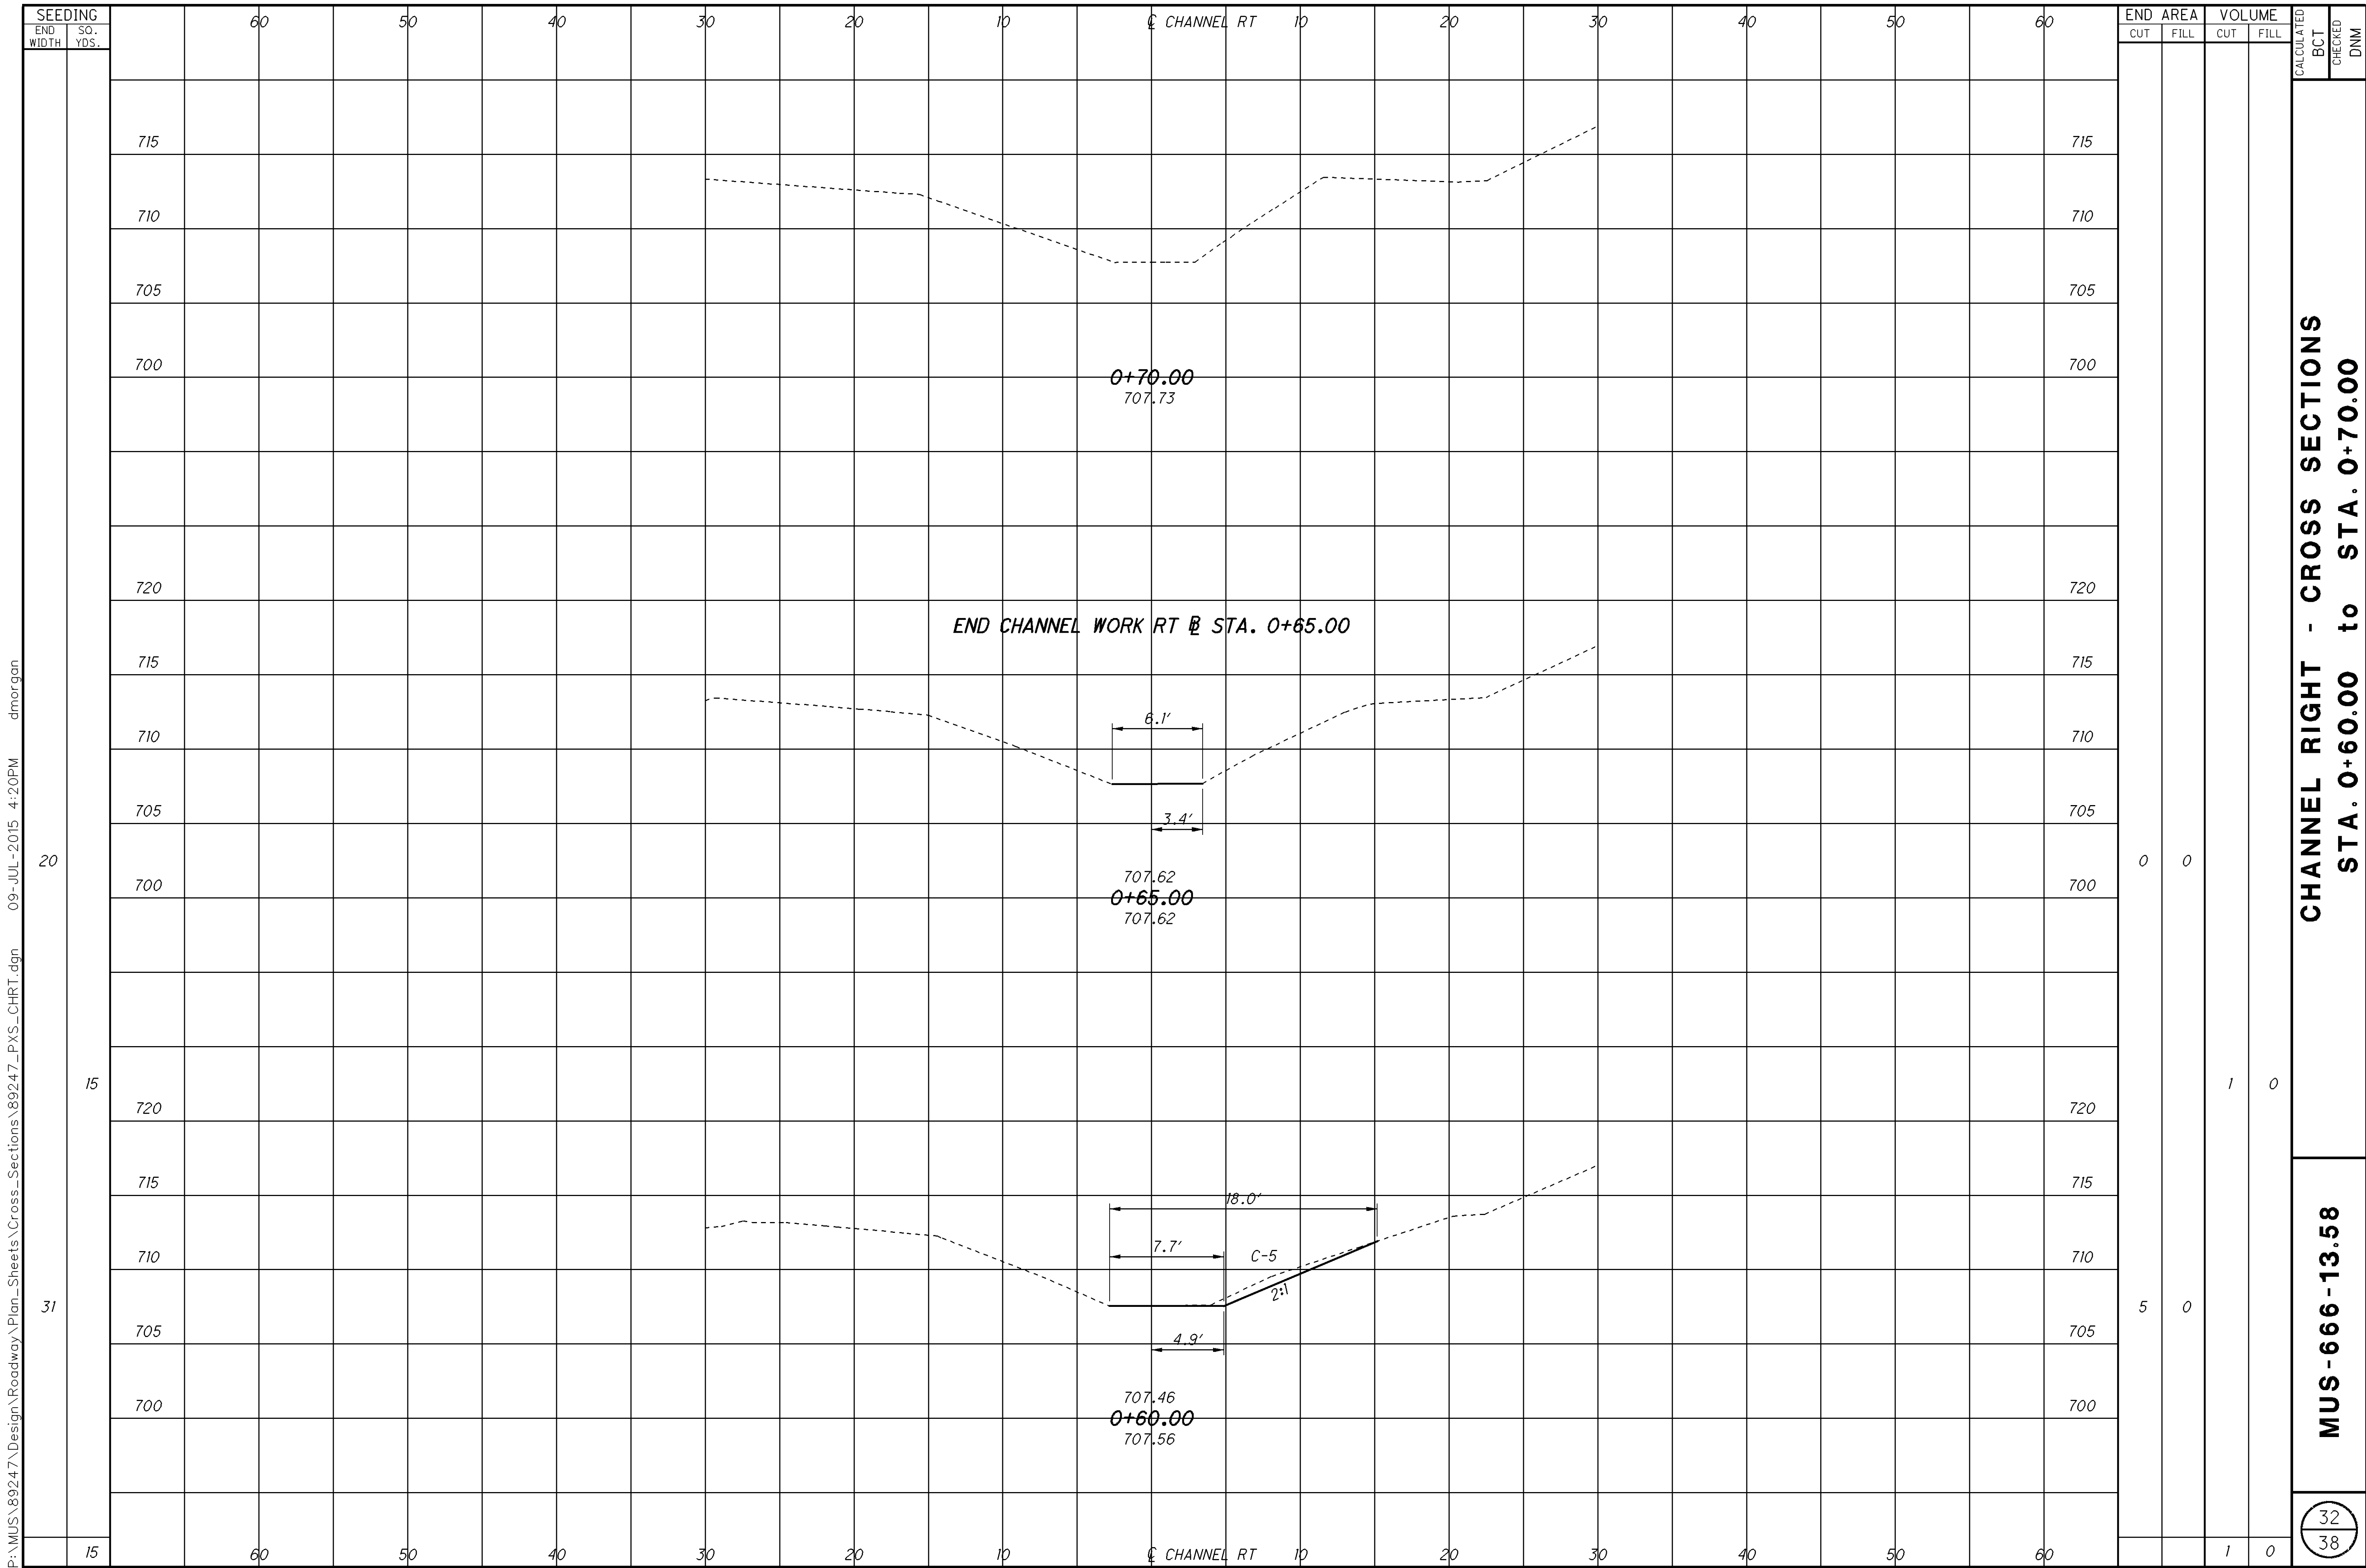 SEEDING
END WIDTH
SQ. YDS.
60 50 40 30 20 10 ℄ CHANNEL RT 10 20 30 40 50 60
END AREA VOLUME
CUT FILL CUT FILL
CALCULATED
BCT
CHECKED
DNM
715 715
710 710
705 705
700 700
0+70.00
707.73
720 720
END CHANNEL WORK RT ℄ STA. 0+65.00
715 715
6.1'
710 710
705 705
3.4'
20 0 0
707.62
700 700
0+65.00
707.62
15 1 0
720 720
715 715
18.0'
7.7' C-5
710 710
2:1
31 5 0
705 705
4.9'
707.46
700 700
0+60.00
707.56
15 1 0
60 50 40 30 20 10 ℄ CHANNEL RT 10 20 30 40 50 60
CHANNEL RIGHT - CROSS SECTIONS
STA. 0+60.00 to STA. 0+70.00
MUS-666-13.58
32
38
P:\MUS\89247\Design\Roadway\Plan_Sheets\Cross_Sections\89247_PXS_CHRT.dgn 09-JUL-2015 4:20PM dmorgan